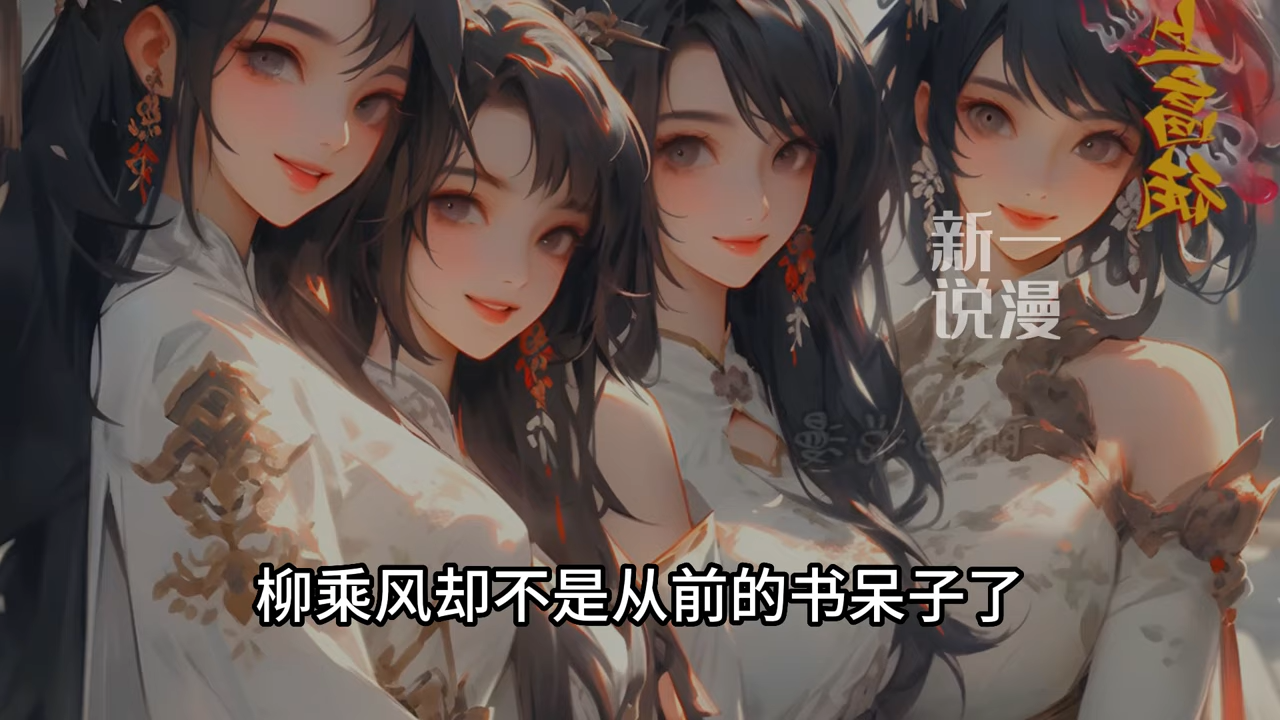 新一
说漫
柳乘风却不是从前的书呆子了